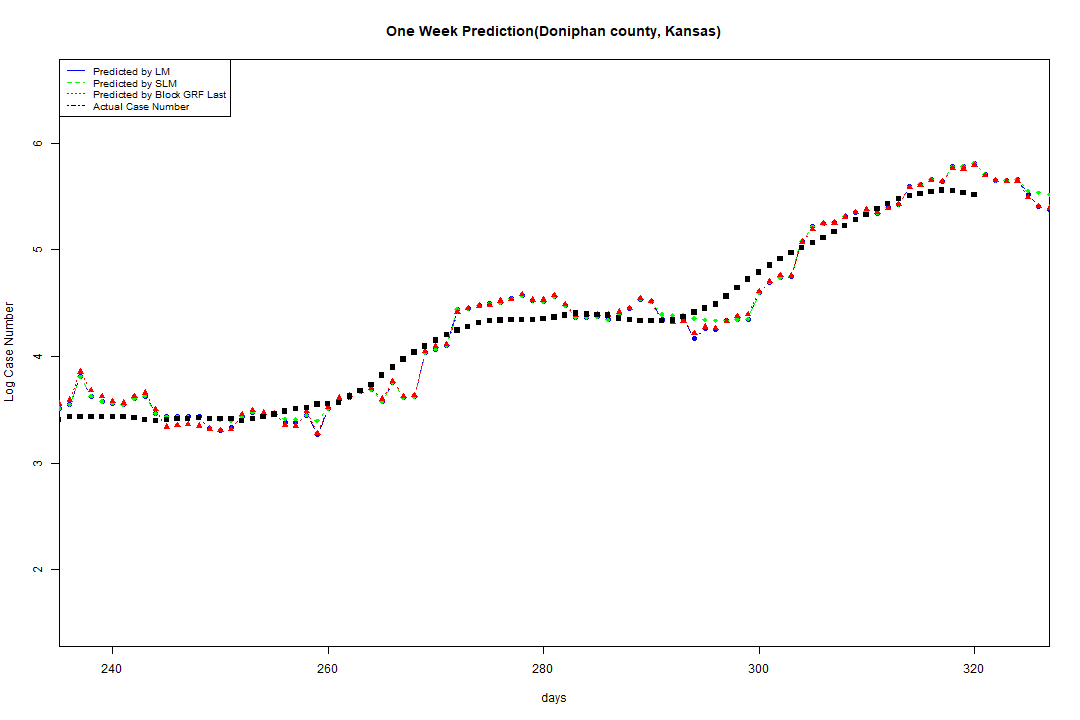 One Week Prediction(Doniphan county, Kansas)
Predicted by LM
Predicted by SLM
Predicted by Block GRF Last
Actual Case Number
6
5
4
3
2
Log Case Number
240 260 280 300 320
days